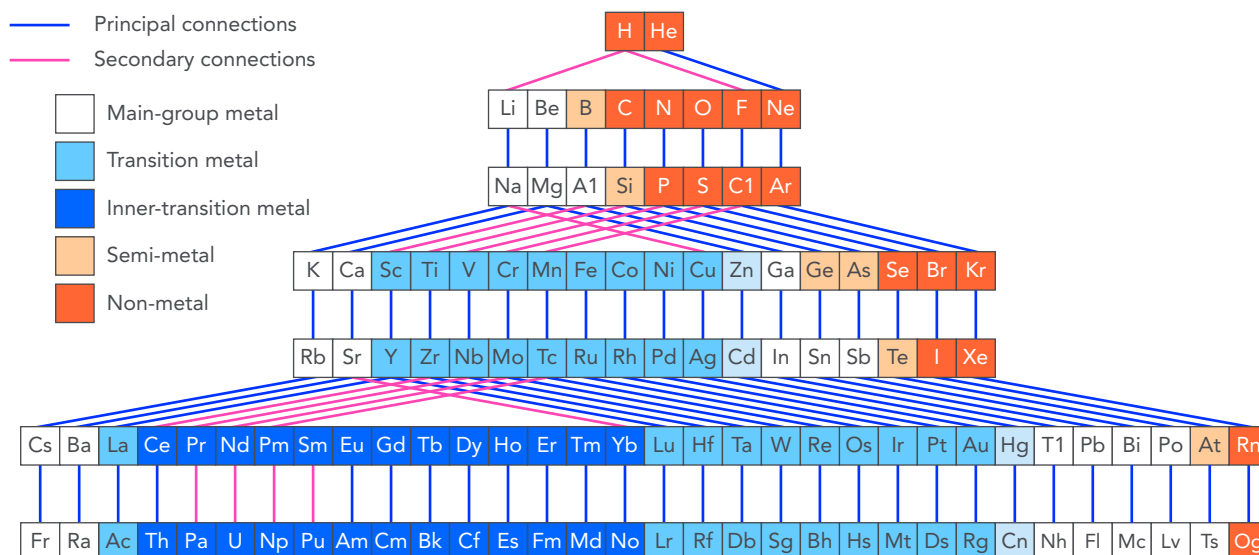 Principal connections
Secondary connections
Main-group metal
Transition metal
Inner-transition metal
Semi-metal
Non-metal
H He
Li Be B C N O F Ne
Na Mg A1 Si P S C1 Ar
K Ca Sc Ti V Cr Mn Fe Co Ni Cu Zn Ga Ge As Se Br Kr
Rb Sr Y Zr Nb Mo Tc Ru Rh Pd Ag Cd In Sn Sb Te I Xe
Cs Ba La Ce Pr Nd Pm Sm Eu Gd Tb Dy Ho Er Tm Yb Lu Hf Ta W Re Os Ir Pt Au Hg T1 Pb Bi Po At Rn
Fr Ra Ac Th Pa U Np Pu Am Cm Bk Cf Es Fm Md No Lr Rf Db Sg Bh Hs Mt Ds Rg Cn Nh Fl Mc Lv Ts Og